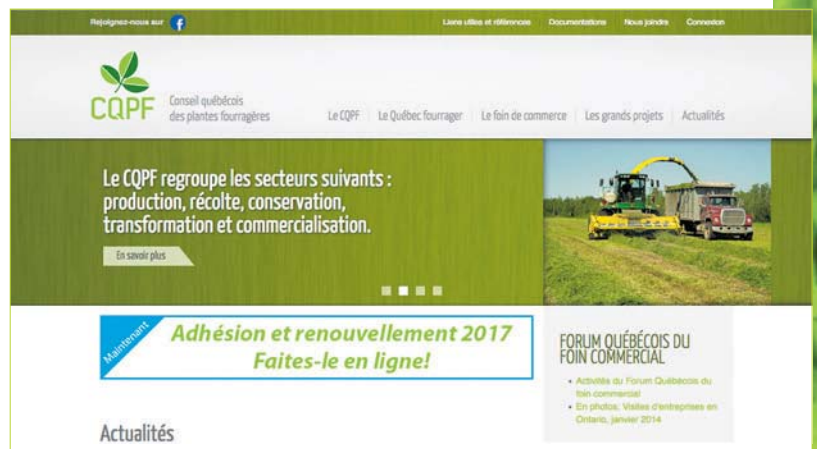 Rejoignez-nous sur
Liens utiles et références Documentations Nous joindre Connexion
CQPF
Conseil québécois
des plantes fourragères
Le CQPF Le Québec fourrager Le foin de commerce Les grands projets Actualités
Le CQPF regroupe les secteurs suivants :
production, récolte, conservation,
transformation et commercialisation.
En savoir plus
Maintenant
Adhésion et renouvellement 2017
Faites-le en ligne!
FORUM QUÉBÉCOIS DU
FOIN COMMERCIAL
• Activités du Forum Québécois du
foin commercial
• En photos; Visites d'entreprises en
Ontario, janvier 2014
Actualités